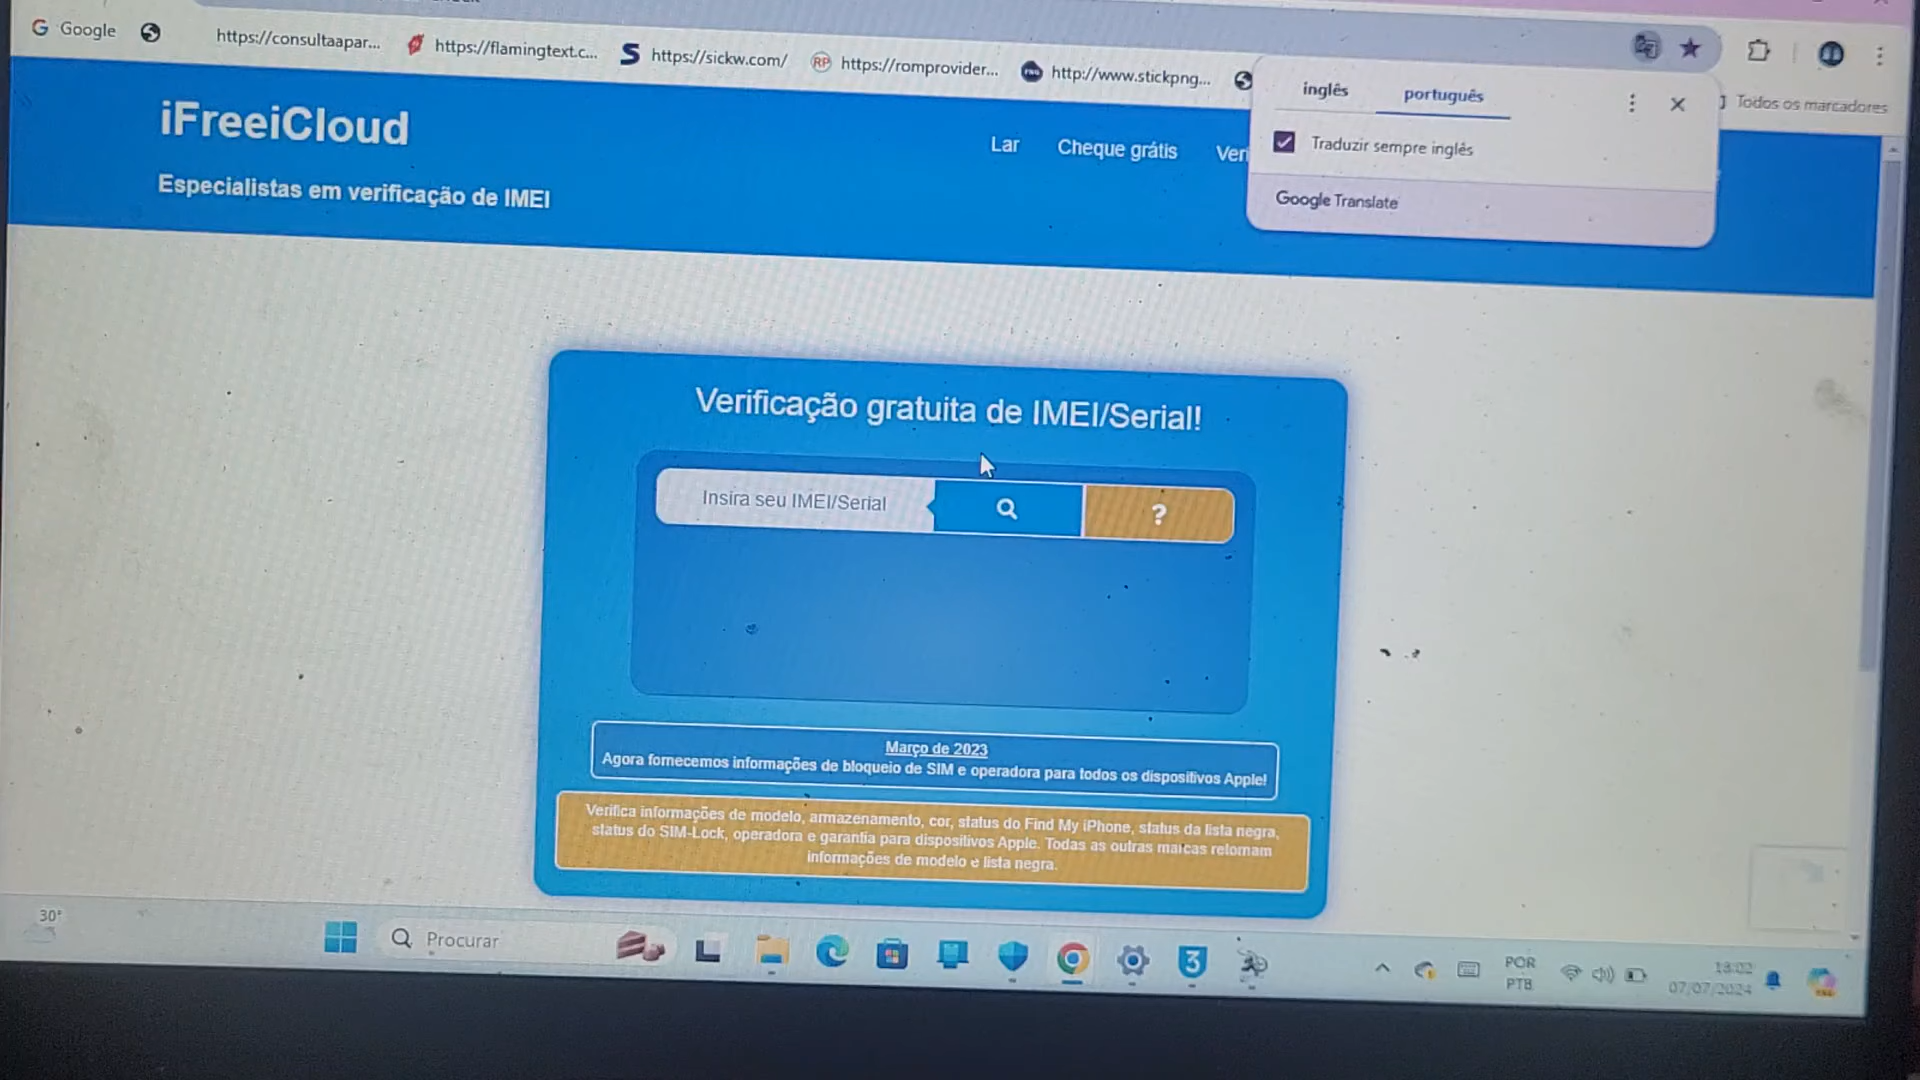 Google
https://consultaapar...
https://flamingtext.c...
https://sickw.com/
RP
https://romprovider...
http://www.stickpng...
Todos os marcadores
inglês
português
Traduzir sempre inglês
Google Translate
iFreeiCloud
Especialistas em verificação de IMEI
Lar
Cheque grátis
Veri
Verificação gratuita de IMEI/Serial!
Insira seu IMEI/Serial
?
Março de 2023
Agora fornecemos informações de bloqueio de SIM e operadora para todos os dispositivos Apple!
Verifica informações de modelo, armazenamento, cor, status do Find My iPhone, status da lista negra,
status do SIM-Lock, operadora e garantia para dispositivos Apple. Todas as outras marcas retornam
informações de modelo e lista negra.
30°
Procurar
3
POR
PTB
18:02
07/07/2024